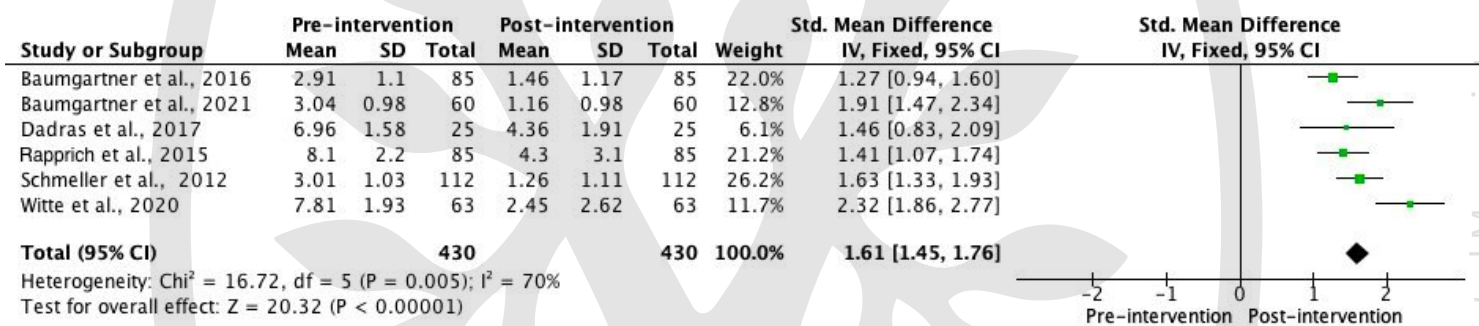 Pre-intervention Post-intervention Std. Mean Difference Std. Mean Difference
Study or Subgroup Mean SD Total Mean SD Total Weight IV, Fixed, 95% CI IV, Fixed, 95% CI
Baumgartner et al., 2016 2.91 1.1 85 1.46 1.17 85 22.0% 1.27 [0.94, 1.60]
Baumgartner et al., 2021 3.04 0.98 60 1.16 0.98 60 12.8% 1.91 [1.47, 2.34]
Dadras et al., 2017 6.96 1.58 25 4.36 1.91 25 6.1% 1.46 [0.83, 2.09]
Rapprich et al., 2015 8.1 2.2 85 4.3 3.1 85 21.2% 1.41 [1.07, 1.74]
Schmeller et al., 2012 3.01 1.03 112 1.26 1.11 112 26.2% 1.63 [1.33, 1.93]
Witte et al., 2020 7.81 1.93 63 2.45 2.62 63 11.7% 2.32 [1.86, 2.77]
Total (95% CI) 430 430 100.0% 1.61 [1.45, 1.76]
Heterogeneity: Chi² = 16.72, df = 5 (P = 0.005); I² = 70%
Test for overall effect: Z = 20.32 (P < 0.00001)
-2 -1 0 1 2
Pre-intervention Post-intervention